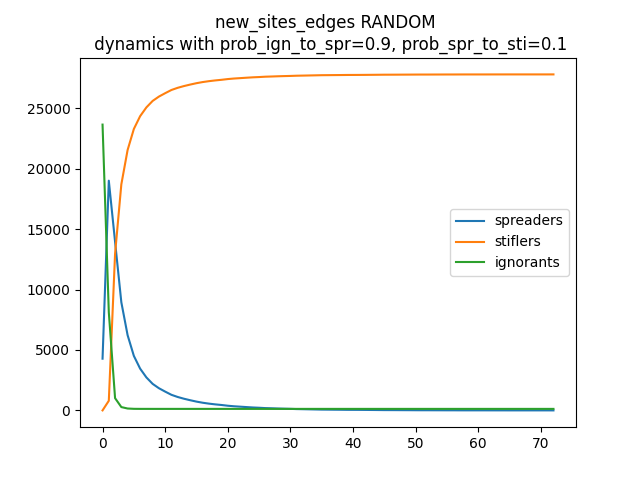 new_sites_edges RANDOM
dynamics with prob_ign_to_spr=0.9, prob_spr_to_sti=0.1
25000
20000
15000
10000
5000
0
spreaders
stiflers
ignorants
0 10 20 30 40 50 60 70